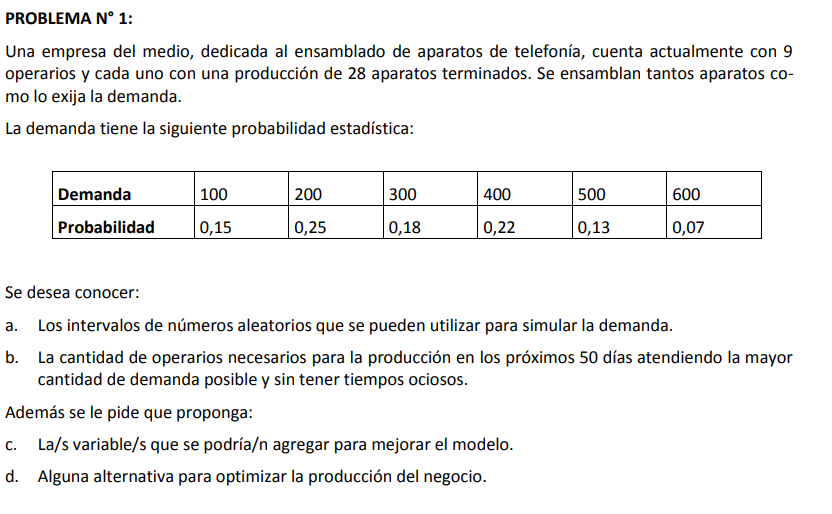 PROBLEMA N° 1:
Una empresa del medio, dedicada al ensamblado de aparatos de telefonía, cuenta actualmente con 9
operarios y cada uno con una producción de 28 aparatos terminados. Se ensamblan tantos aparatos co-
mo lo exija la demanda.
La demanda tiene la siguiente probabilidad estadística:
Demanda 100 200 300 400 500 600
Probabilidad 0,15 0,25 0,18 0,22 0,13 0,07
Se desea conocer:
a. Los intervalos de números aleatorios que se pueden utilizar para simular la demanda.
b. La cantidad de operarios necesarios para la producción en los próximos 50 días atendiendo la mayor
cantidad de demanda posible y sin tener tiempos ociosos.
Además se le pide que proponga:
c. La/s variable/s que se podría/n agregar para mejorar el modelo.
d. Alguna alternativa para optimizar la producción del negocio.